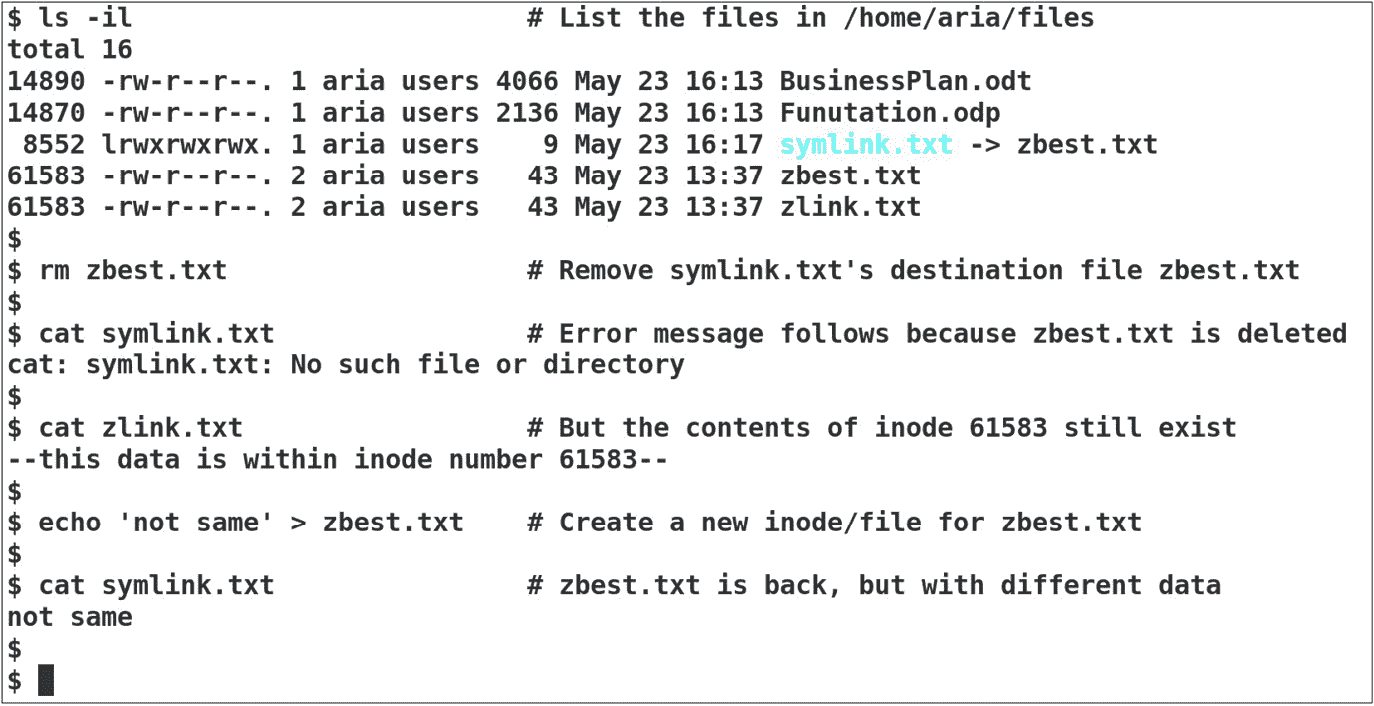 $ ls -il                         # List the files in /home/aria/files
total 16
14890 -rw-r--r--. 1 aria users 4066 May 23 16:13 BusinessPlan.odt
14870 -rw-r--r--. 1 aria users 2136 May 23 16:13 Funutation.odp
 8552 lrwxrwxrwx. 1 aria users    9 May 23 16:17 symlink.txt -> zbest.txt
61583 -rw-r--r--. 2 aria users   43 May 23 13:37 zbest.txt
61583 -rw-r--r--. 2 aria users   43 May 23 13:37 zlink.txt
$
$ rm zbest.txt                   # Remove symlink.txt's destination file zbest.txt
$
$ cat symlink.txt                # Error message follows because zbest.txt is deleted
cat: symlink.txt: No such file or directory
$
$ cat zlink.txt                  # But the contents of inode 61583 still exist
--this data is within inode number 61583--
$
$ echo 'not same' > zbest.txt    # Create a new inode/file for zbest.txt
$
$ cat symlink.txt                # zbest.txt is back, but with different data
not same
$
$